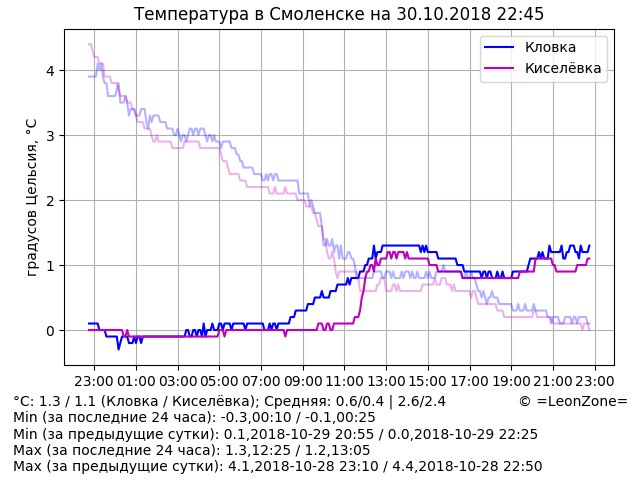 Температура в Смоленске на 30.10.2018 22:45
Кловка
Киселёвка
градусов Цельсия, °C
4
3
2
1
0
23:00 01:00 03:00 05:00 07:00 09:00 11:00 13:00 15:00 17:00 19:00 21:00 23:00
°C: 1.3 / 1.1 (Кловка / Киселёвка); Средняя: 0.6/0.4 | 2.6/2.4 © =LeonZone=
Min (за последние 24 часа): -0.3,00:10 / -0.1,00:25
Min (за предыдущие сутки): 0.1,2018-10-29 20:55 / 0.0,2018-10-29 22:25
Max (за последние 24 часа): 1.3,12:25 / 1.2,13:05
Max (за предыдущие сутки): 4.1,2018-10-28 23:10 / 4.4,2018-10-28 22:50